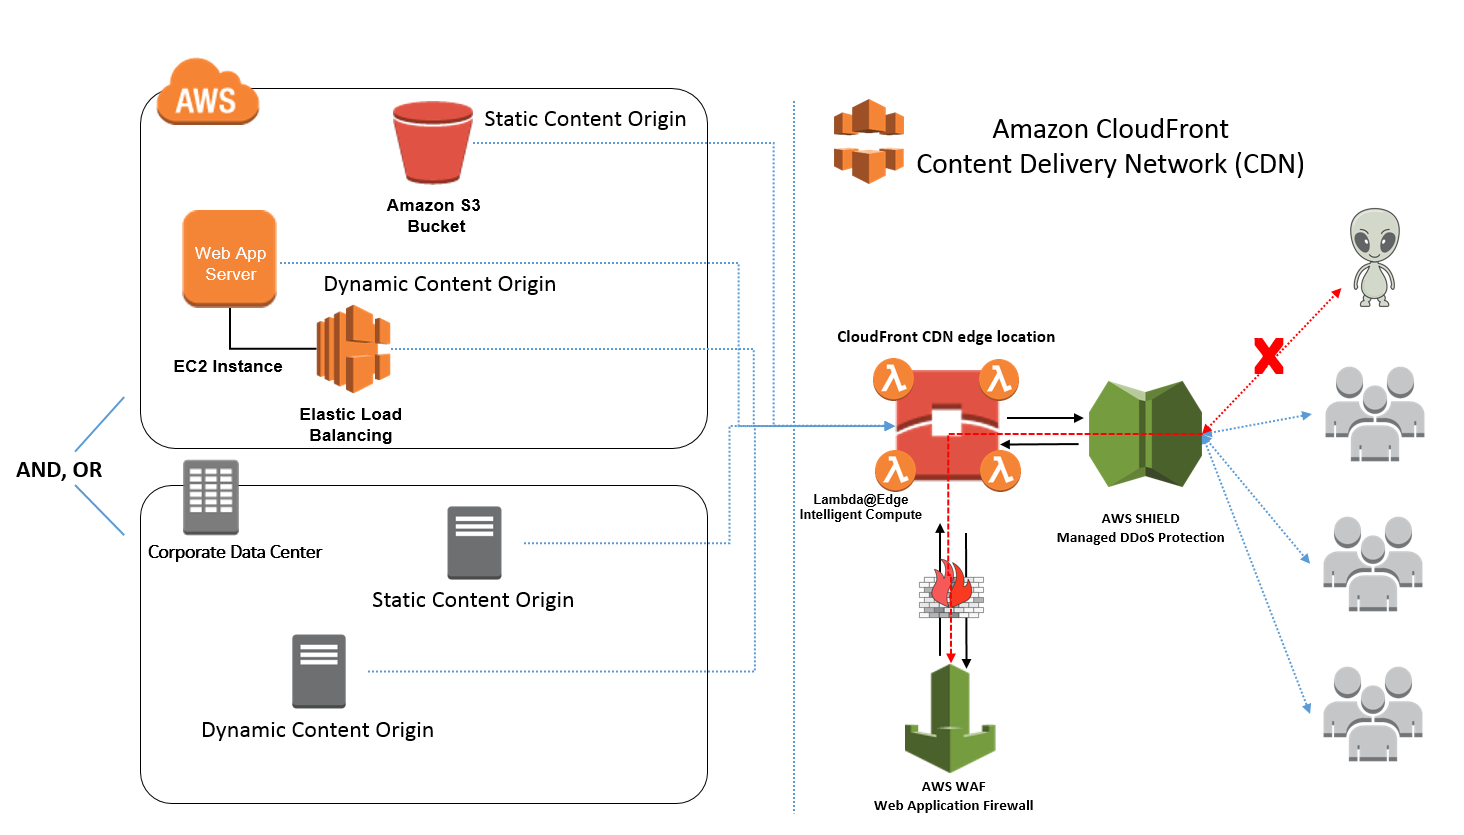 AWS
Static Content Origin
Amazon S3
Bucket
Web App
Server
Dynamic Content Origin
EC2 Instance
Elastic Load
Balancing
AND, OR
Corporate Data Center
Static Content Origin
Dynamic Content Origin
Amazon CloudFront
Content Delivery Network (CDN)
CloudFront CDN edge location
λ
λ
λ
λ
Lambda@Edge
Intelligent Compute
X
AWS SHIELD
Managed DDoS Protection
AWS WAF
Web Application Firewall